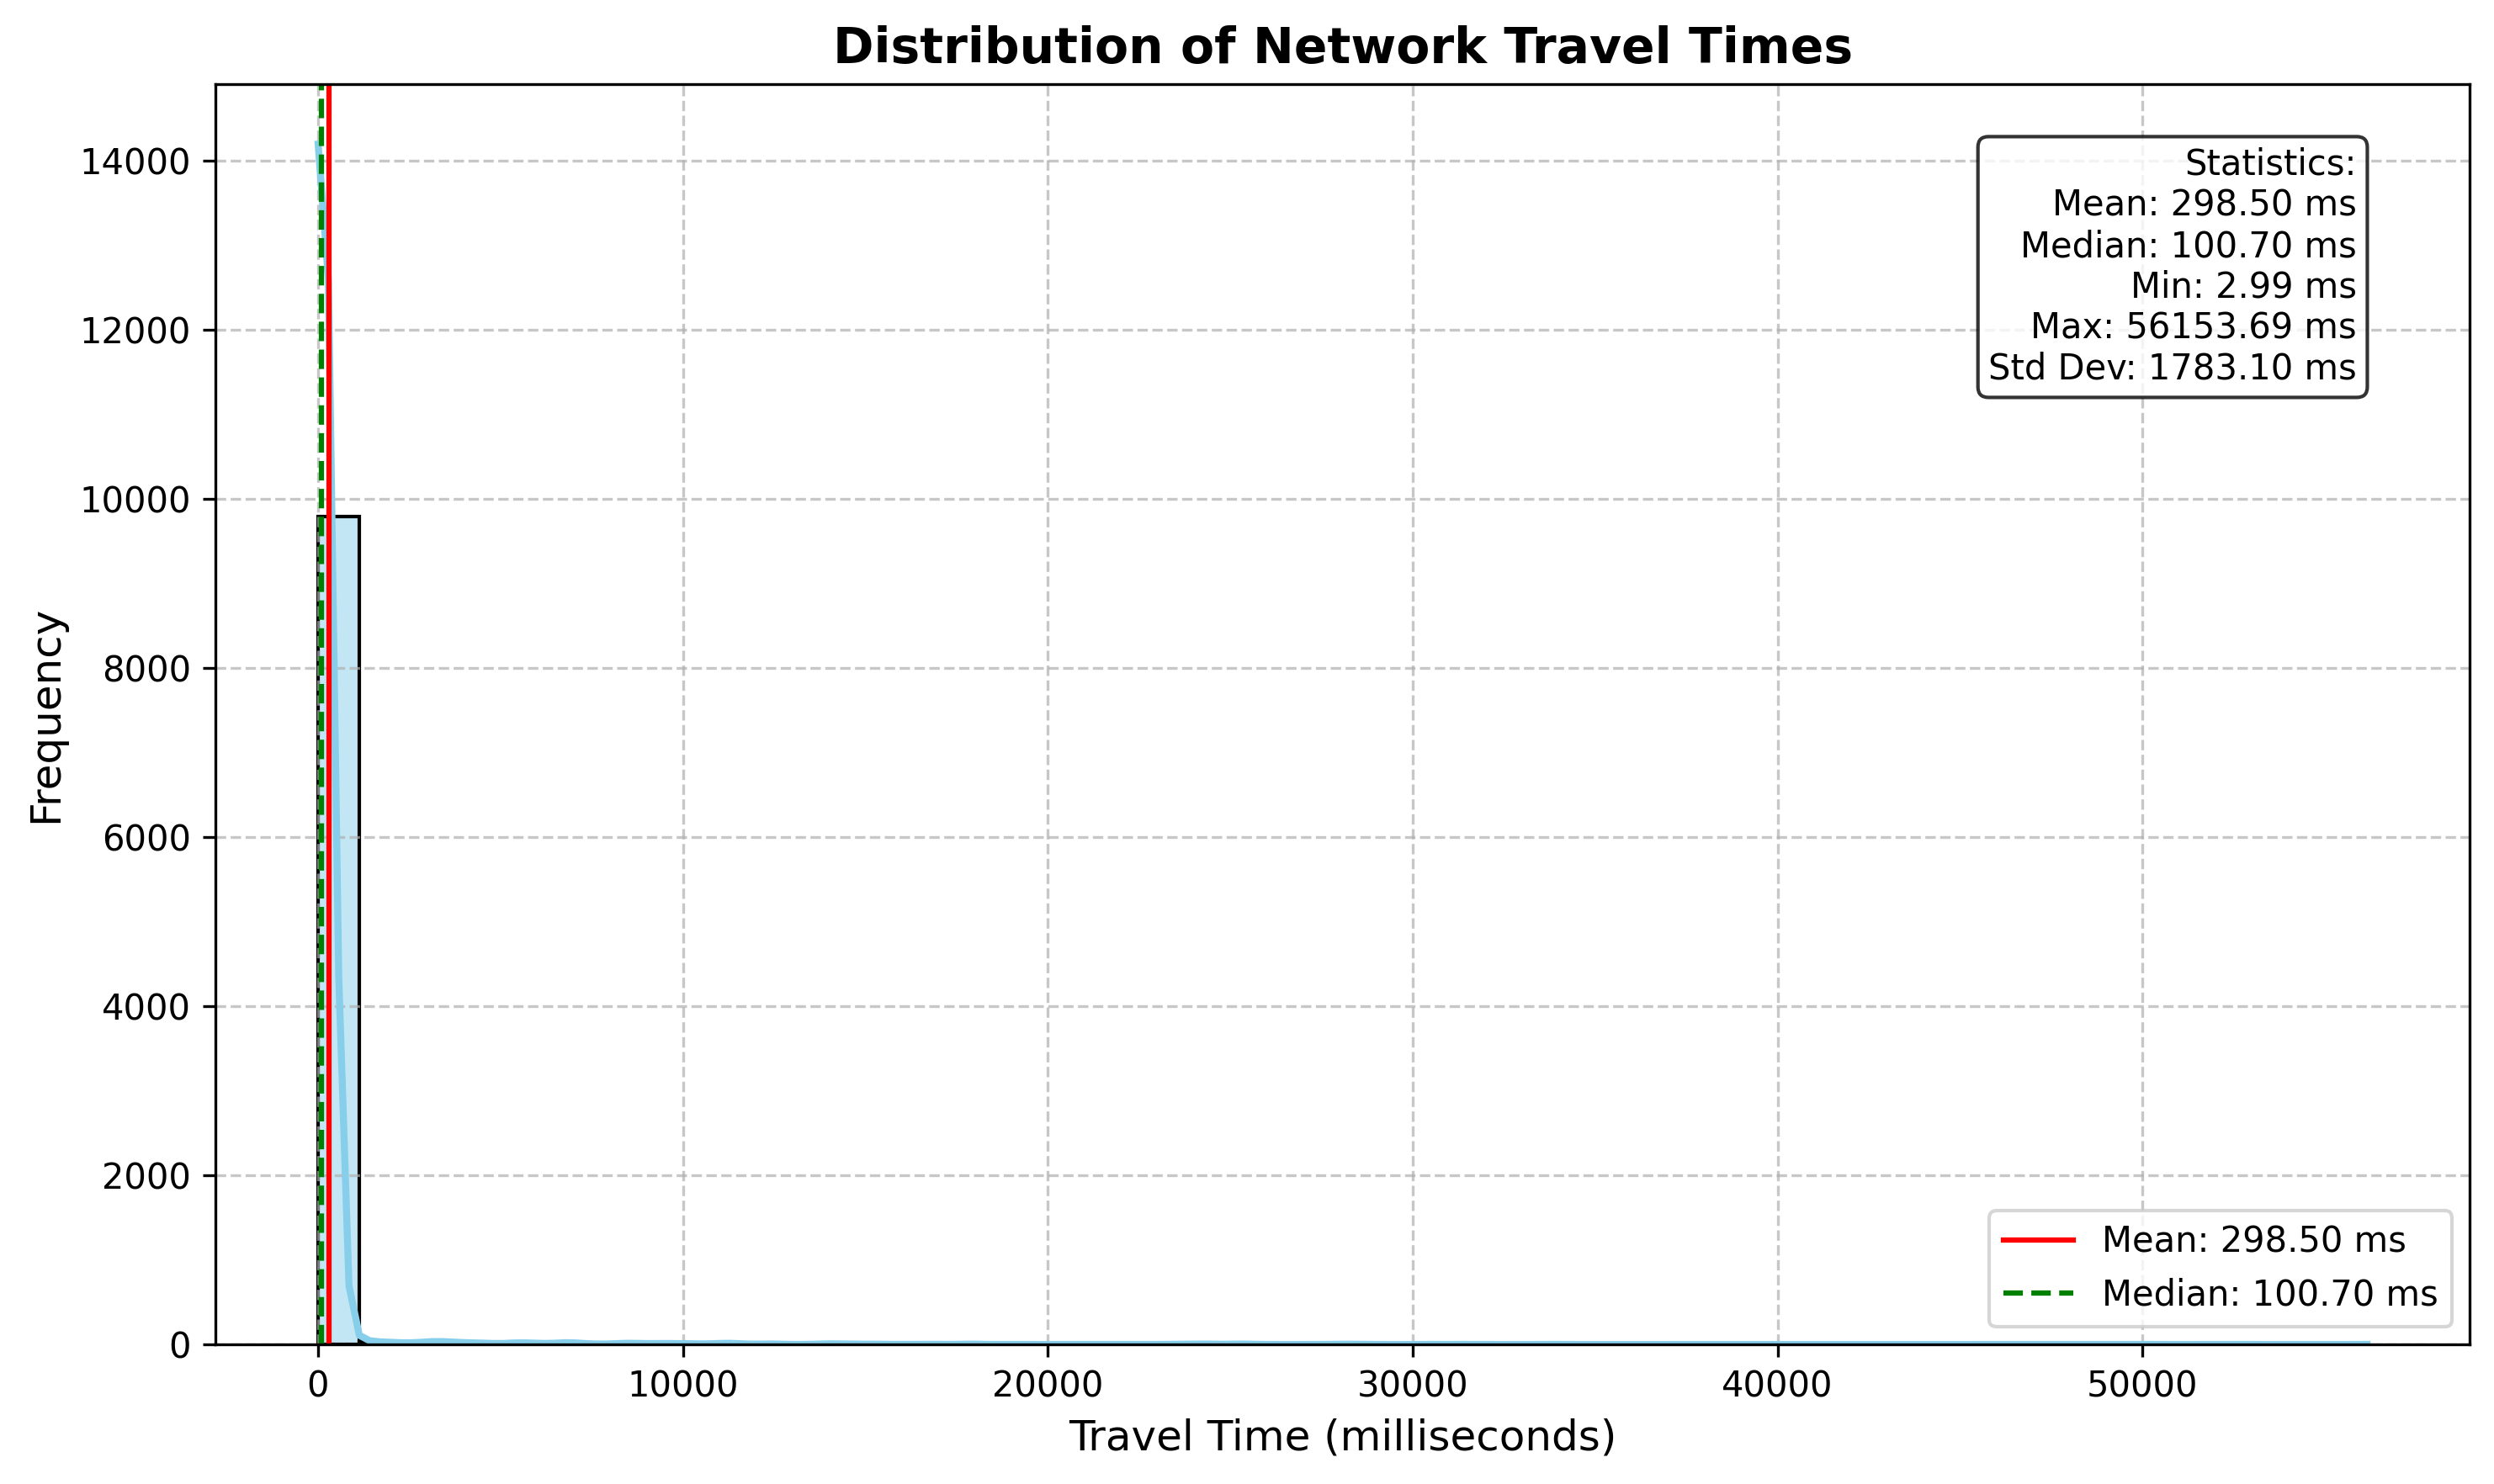 Distribution of Network Travel Times
Statistics:
Mean: 298.50 ms
Median: 100.70 ms
Min: 2.99 ms
Max: 56153.69 ms
Std Dev: 1783.10 ms
Frequency
14000
12000
10000
8000
6000
4000
2000
0
Mean: 298.50 ms
Median: 100.70 ms
0 10000 20000 30000 40000 50000
Travel Time (milliseconds)